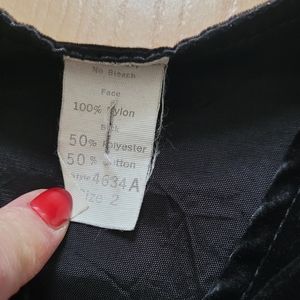 No Bleach
Face
100% Nylon
Back
50% Polyester
50% Cotton
Style 4634A
Size 2